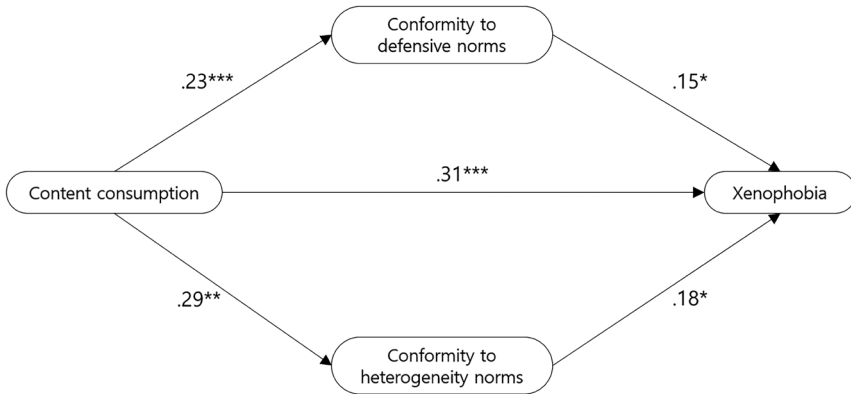 Conformity to
defensive norms
.23***
.15*
Content consumption
.31***
Xenophobia
.29**
.18*
Conformity to
heterogeneity norms